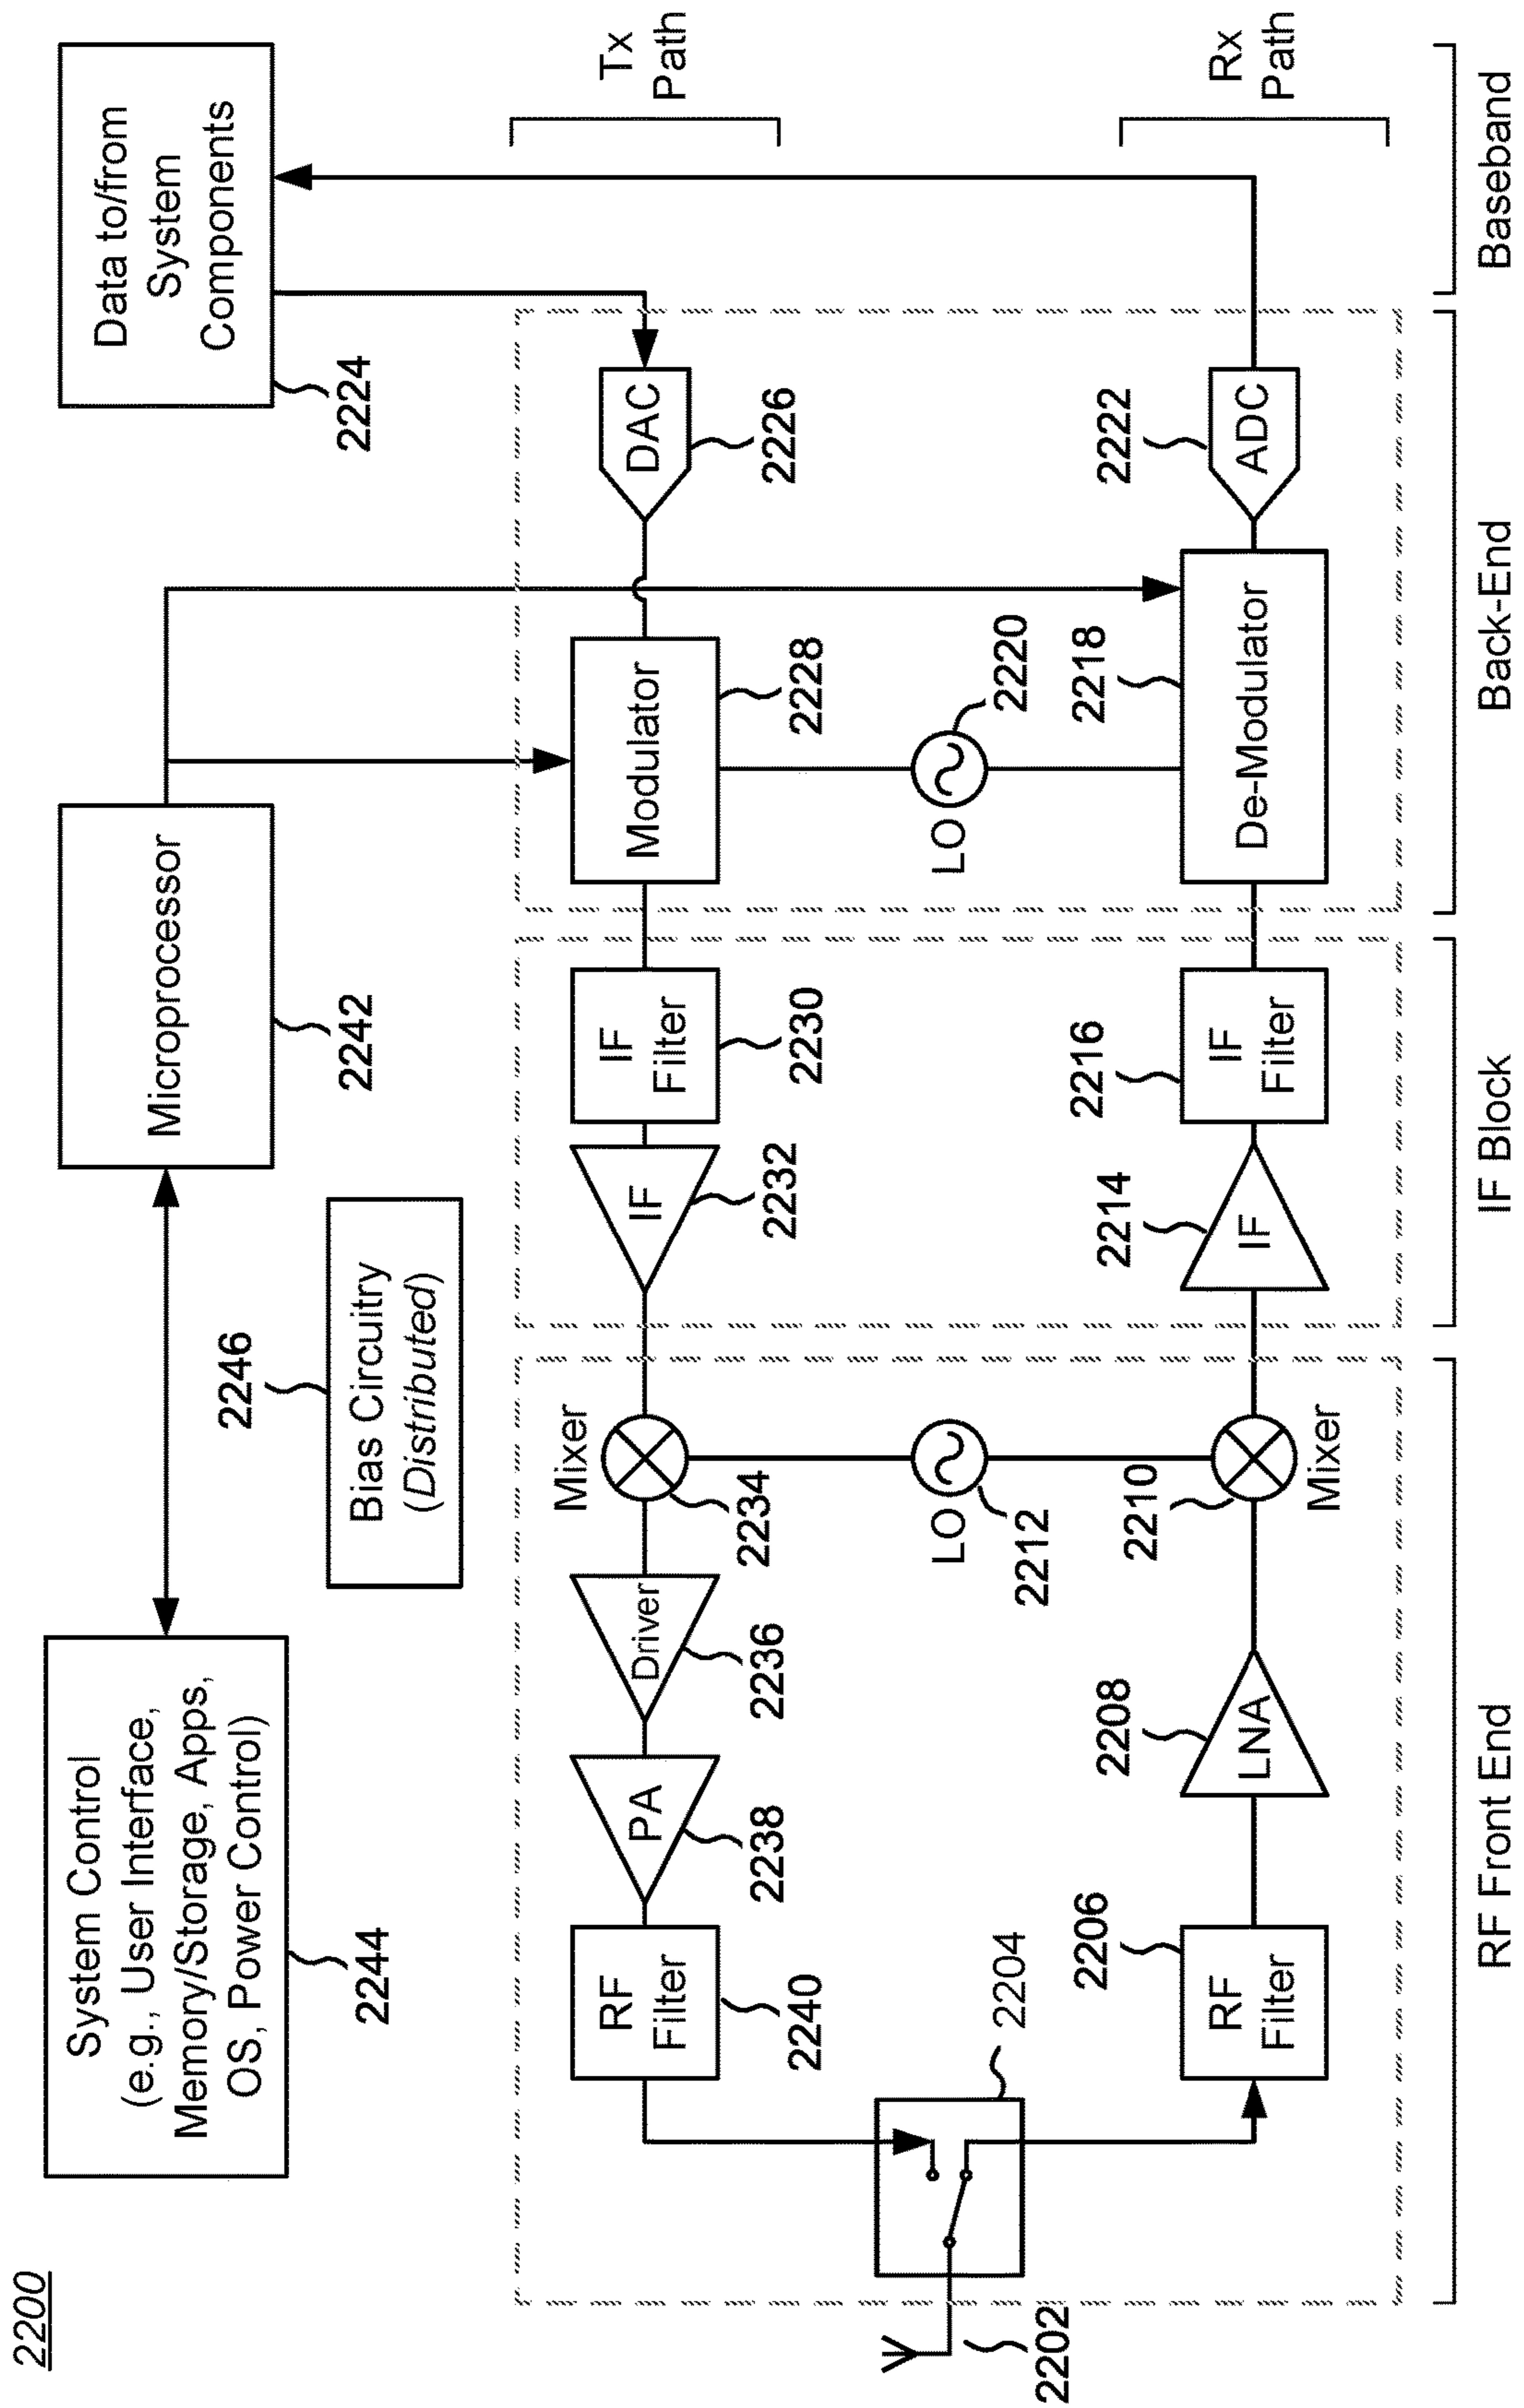 2200
System Control
(e.g., User Interface,
Memory/Storage, Apps,
OS, Power Control)
2244
Microprocessor
2242
Data to/from
System
Components
2224
2246
Bias Circuitry
(Distributed)
RF
Filter
2240
PA
2238
Driver
2236
Mixer
2234
IF
2232
IF
Filter
2230
Modulator
2228
DAC
2226
Tx
Path
2202
2204
LO
2212
LO
2220
RF
Filter
2206
LNA
2208
Mixer
2210
IF
2214
IF
Filter
2216
De-Modulator
2218
ADC
2222
Rx
Path
RF Front End
IF Block
Back-End
Baseband